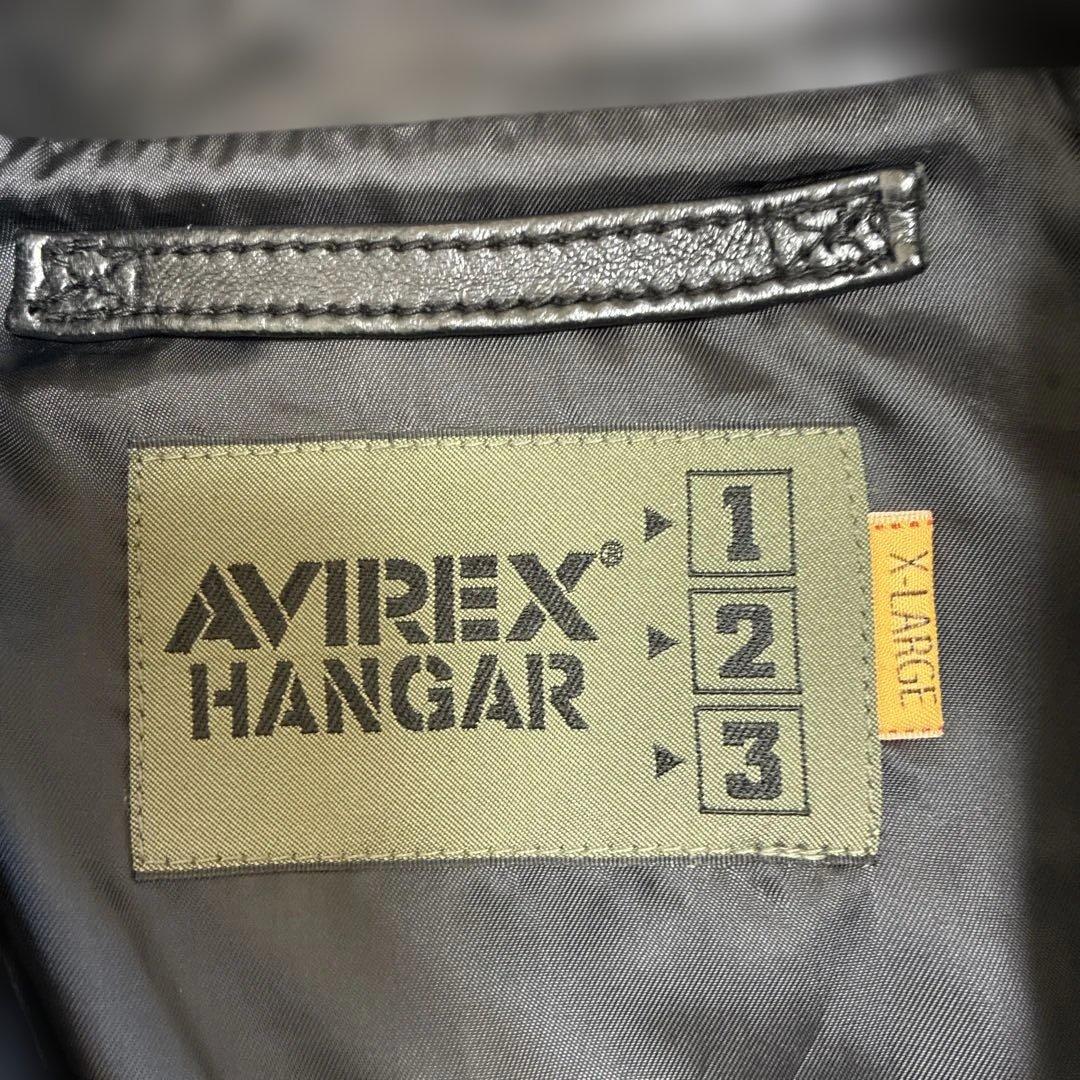 AVIREX®
HANGAR
1
2
3
X-LARGE